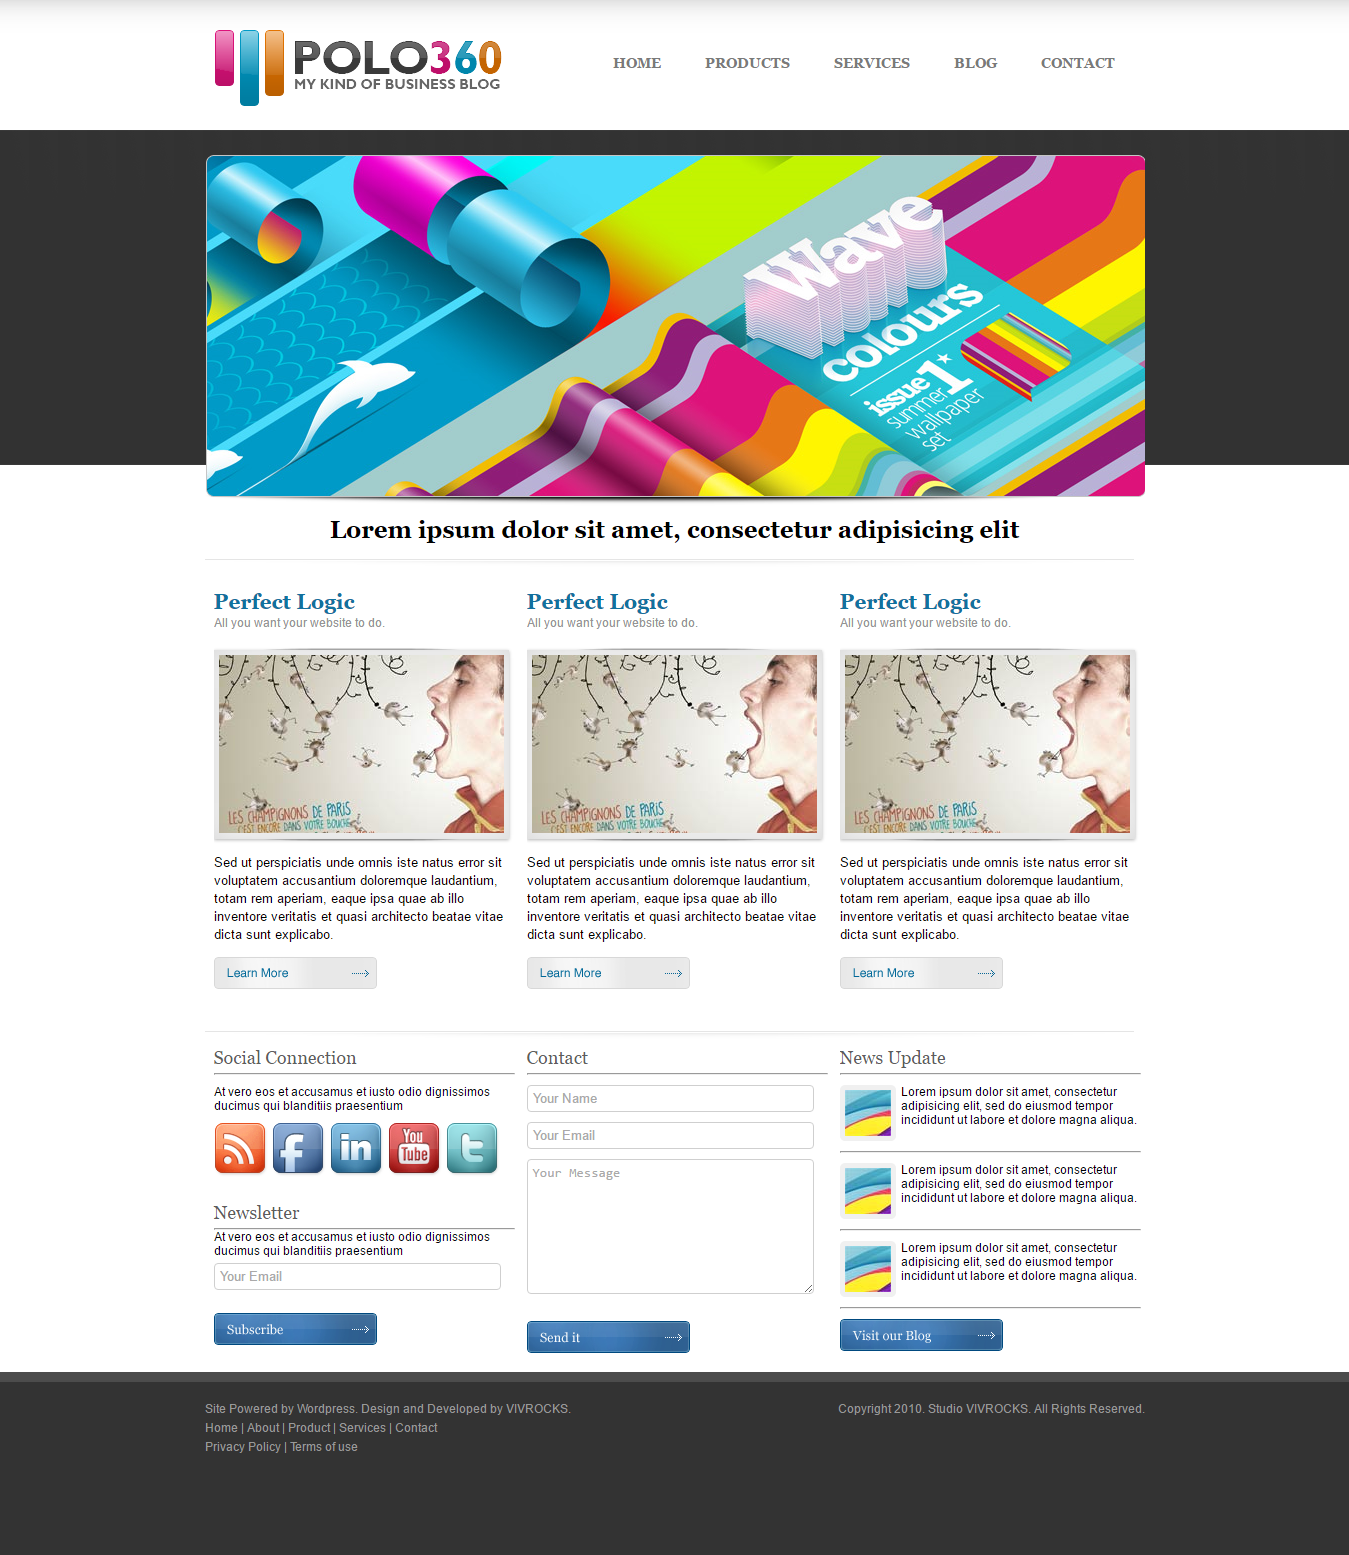 POLO360
MY KIND OF BUSINESS BLOG
HOME PRODUCTS SERVICES BLOG CONTACT
Wave
colours
issue 1
summer
wallpaper
set
Lorem ipsum dolor sit amet, consectetur adipisicing elit
Perfect Logic
All you want your website to do.
LES CHAMPIGNONS DE PARIS
C'EST ENCORE DANS VOTRE BOUCHE
Sed ut perspiciatis unde omnis iste natus error sit
voluptatem accusantium doloremque laudantium,
totam rem aperiam, eaque ipsa quae ab illo
inventore veritatis et quasi architecto beatae vitae
dicta sunt explicabo.
Learn More
Perfect Logic
All you want your website to do.
LES CHAMPIGNONS DE PARIS
C'EST ENCORE DANS VOTRE BOUCHE
Sed ut perspiciatis unde omnis iste natus error sit
voluptatem accusantium doloremque laudantium,
totam rem aperiam, eaque ipsa quae ab illo
inventore veritatis et quasi architecto beatae vitae
dicta sunt explicabo.
Learn More
Perfect Logic
All you want your website to do.
LES CHAMPIGNONS DE PARIS
C'EST ENCORE DANS VOTRE BOUCHE
Sed ut perspiciatis unde omnis iste natus error sit
voluptatem accusantium doloremque laudantium,
totam rem aperiam, eaque ipsa quae ab illo
inventore veritatis et quasi architecto beatae vitae
dicta sunt explicabo.
Learn More
Social Connection
At vero eos et accusamus et iusto odio dignissimos
ducimus qui blanditiis praesentium
f in You Tube t
Newsletter
At vero eos et accusamus et iusto odio dignissimos
ducimus qui blanditiis praesentium
Your Email
Subscribe
Contact
Your Name
Your Email
Your Message
Send it
News Update
Lorem ipsum dolor sit amet, consectetur
adipisicing elit, sed do eiusmod tempor
incididunt ut labore et dolore magna aliqua.
Lorem ipsum dolor sit amet, consectetur
adipisicing elit, sed do eiusmod tempor
incididunt ut labore et dolore magna aliqua.
Lorem ipsum dolor sit amet, consectetur
adipisicing elit, sed do eiusmod tempor
incididunt ut labore et dolore magna aliqua.
Visit our Blog
Site Powered by Wordpress. Design and Developed by VIVROCKS.
Home | About | Product | Services | Contact
Privacy Policy | Terms of use
Copyright 2010. Studio VIVROCKS. All Rights Reserved.